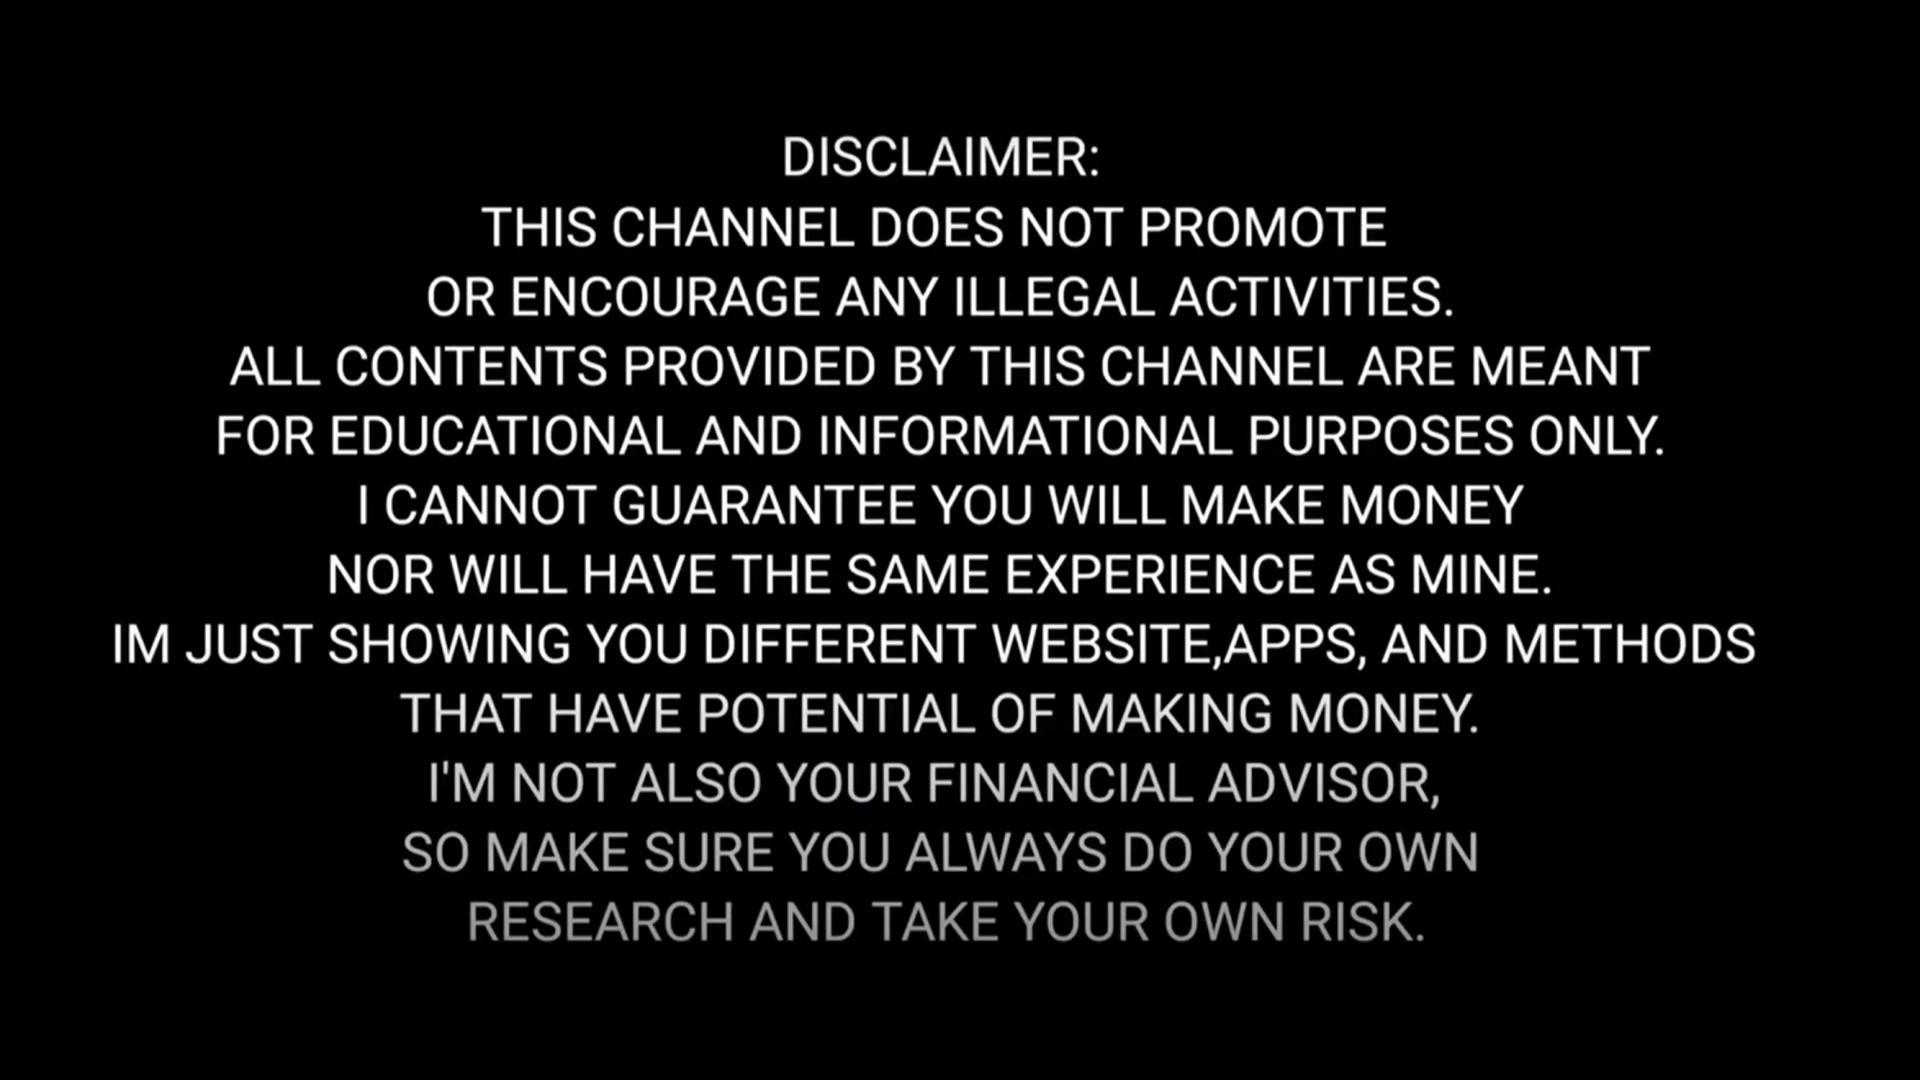 DISCLAIMER:
THIS CHANNEL DOES NOT PROMOTE
OR ENCOURAGE ANY ILLEGAL ACTIVITIES.
ALL CONTENTS PROVIDED BY THIS CHANNEL ARE MEANT
FOR EDUCATIONAL AND INFORMATIONAL PURPOSES ONLY.
I CANNOT GUARANTEE YOU WILL MAKE MONEY
NOR WILL HAVE THE SAME EXPERIENCE AS MINE.
IM JUST SHOWING YOU DIFFERENT WEBSITE,APPS, AND METHODS
THAT HAVE POTENTIAL OF MAKING MONEY.
I'M NOT ALSO YOUR FINANCIAL ADVISOR,
SO MAKE SURE YOU ALWAYS DO YOUR OWN
RESEARCH AND TAKE YOUR OWN RISK.